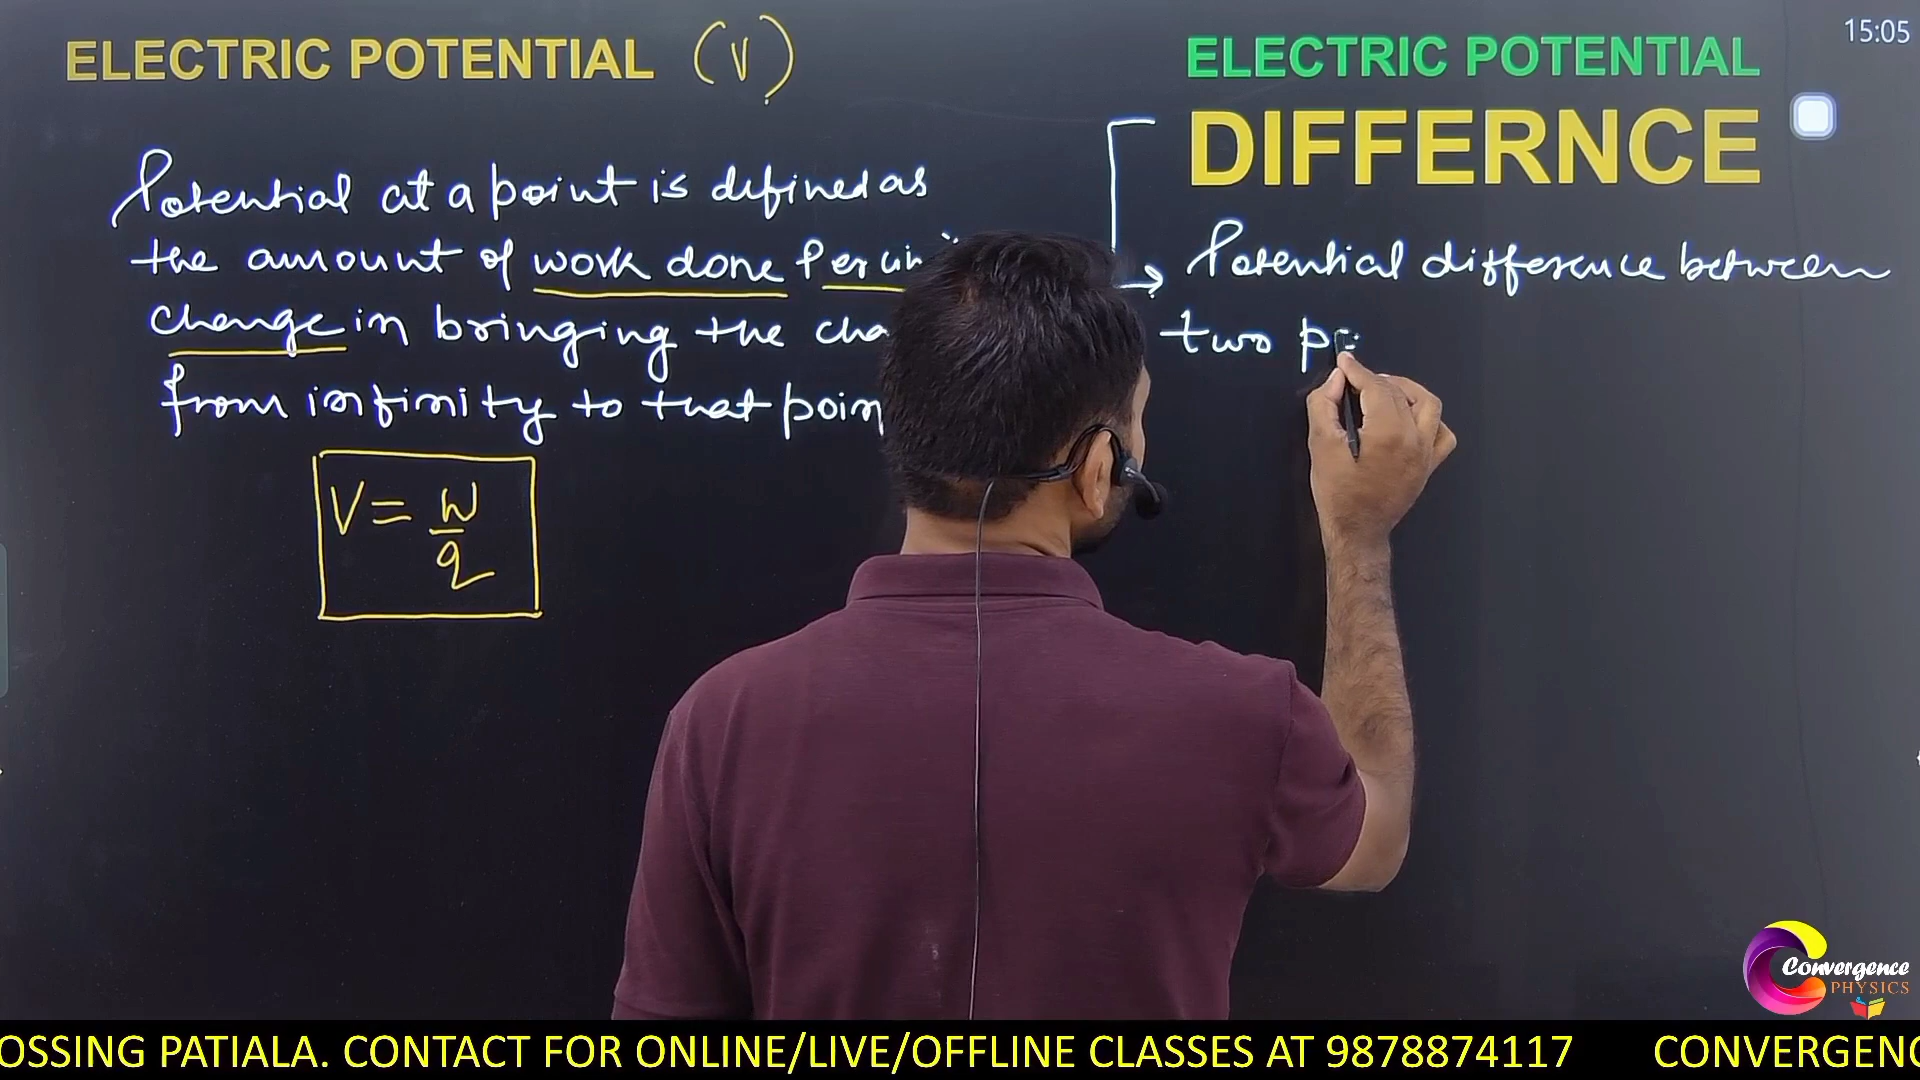 ELECTRIC POTENTIAL (V)
Potential at a point is defined as
the amount of work done Per
change in bringing the
from infinity to that
V = W/q
15:05
ELECTRIC POTENTIAL
DIFFERNCE
Potential difference between
two
Convergence
PHYSICS
OSSING PATIALA. CONTACT FOR ONLINE/LIVE/OFFLINE CLASSES AT 9878874117 CONVERGENC